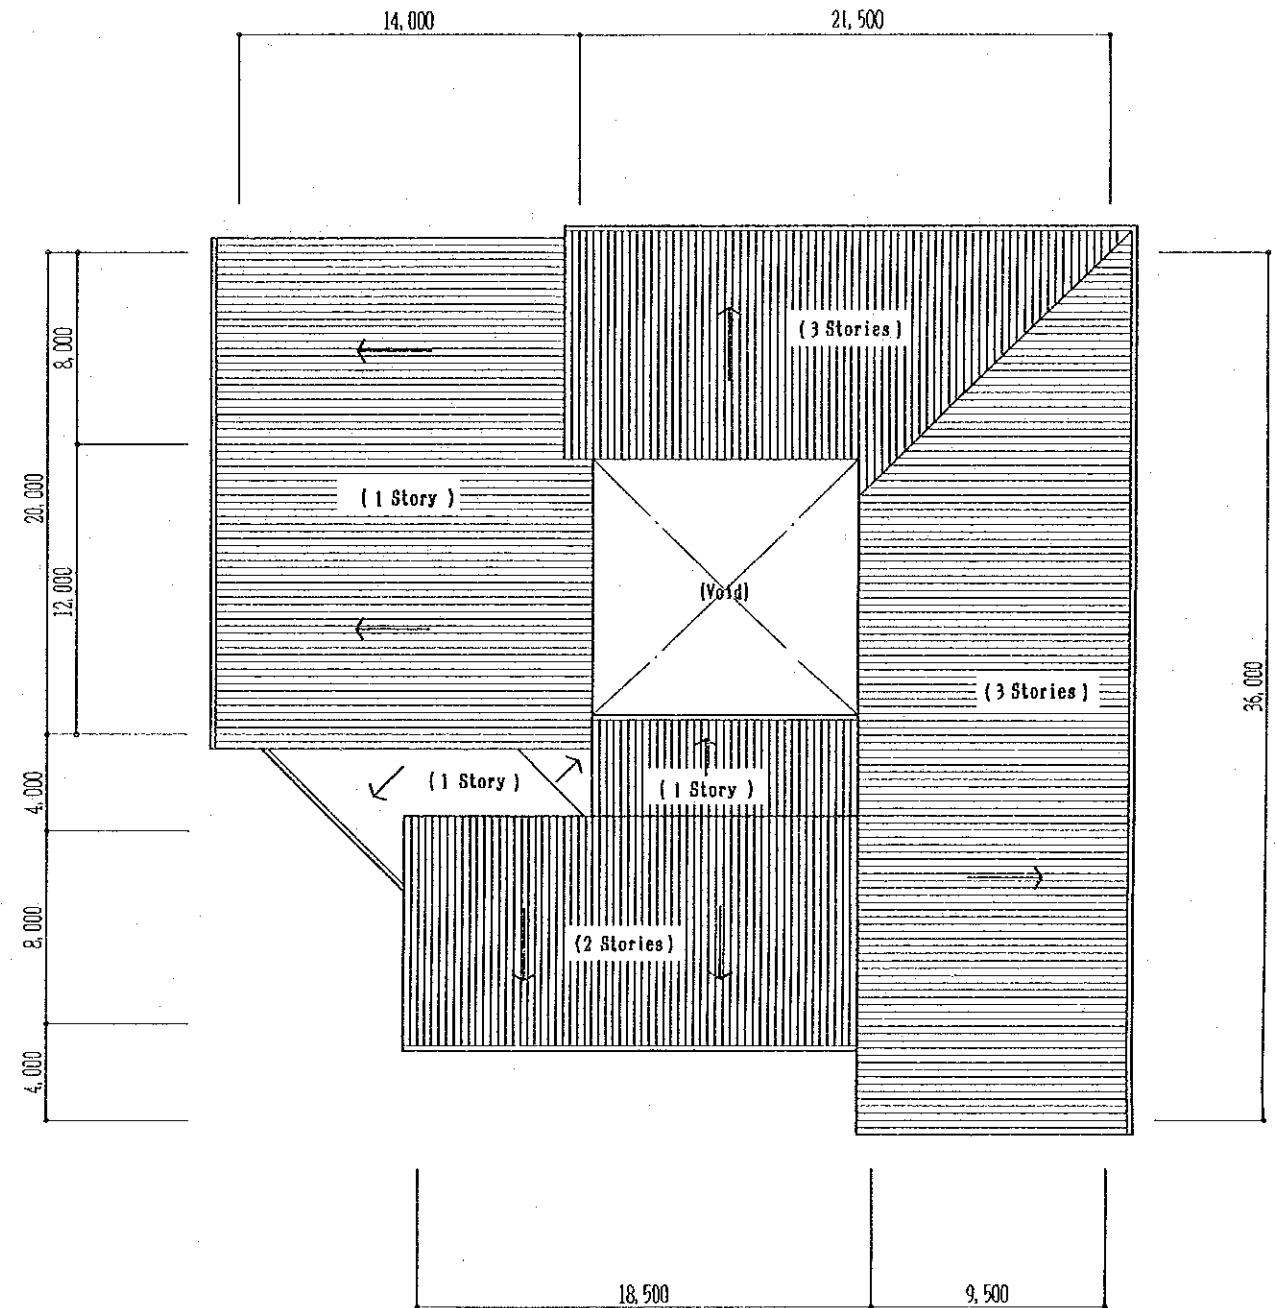 14,000
21,500
8,000
(3 Stories)
20,000
(1 Story)
12,000
(Void)
(3 Stories)
36,000
4,000
(1 Story)
(1 Story)
8,000
(2 Stories)
4,000
18,500
9,500